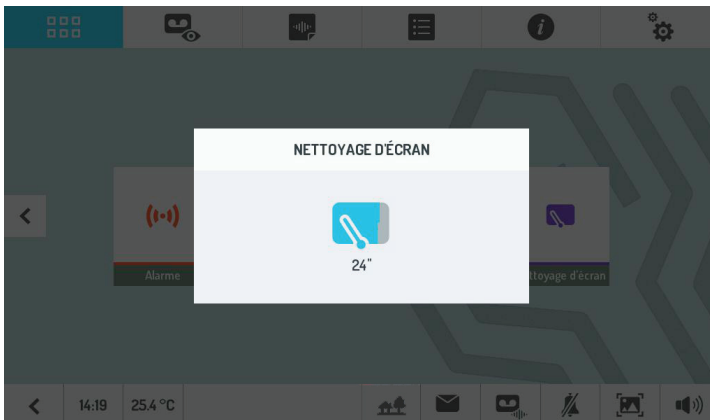 NETTOYAGE D'ÉCRAN
24"
Alarme
ttoyage d'écran
14:19 25.4 °C